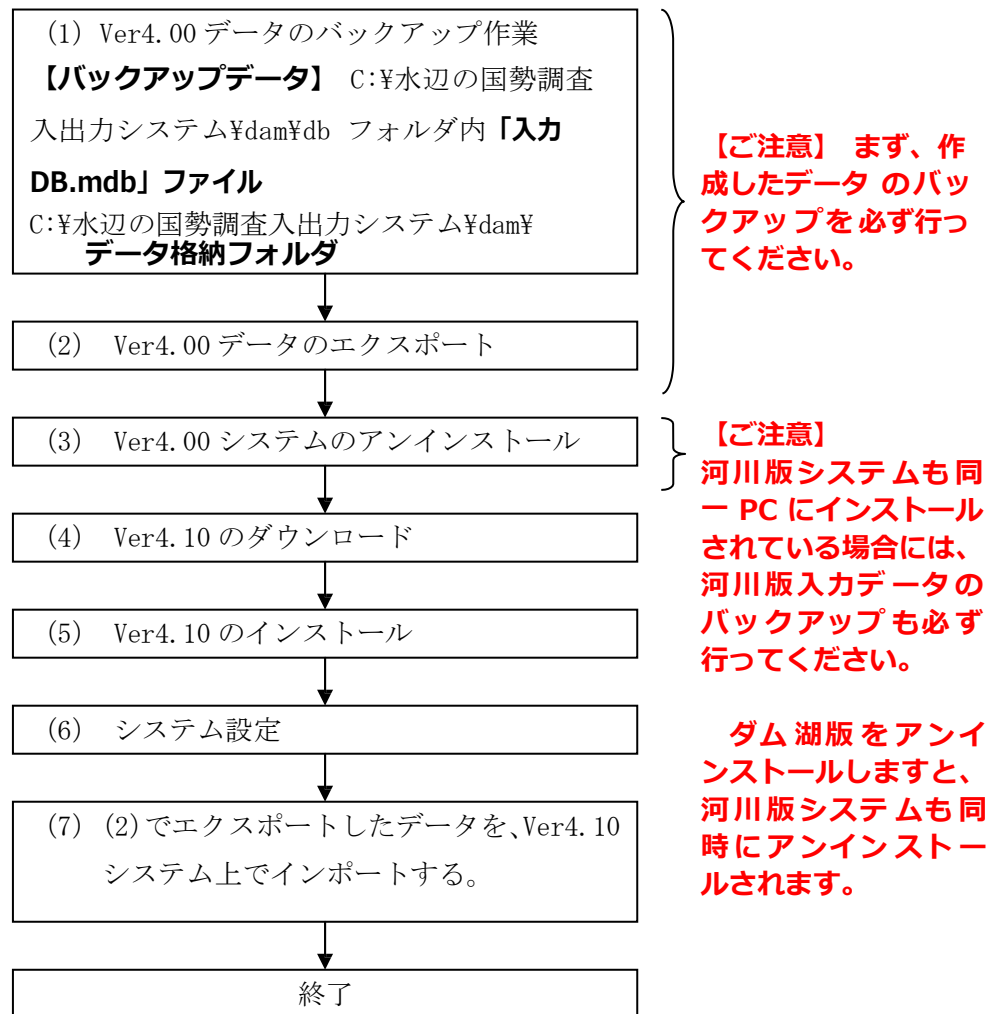 (1) Ver4.00 データのバックアップ作業
【バックアップデータ】 C:¥水辺の国勢調査
入出力システム¥dam¥db フォルダ内「入力
DB.mdb」ファイル
C:¥水辺の国勢調査入出力システム¥dam¥
データ格納フォルダ
【ご注意】 まず、作
成したデータ のバッ
クアップを 必ず行っ
てください。
(2) Ver4.00 データのエクスポート
(3) Ver4.00 システムのアンインストール
【ご注意】
河川版システムも同
一 PC にインストール
されている場合には、
河川版入力データの
バックアップも必ず
行ってください。
(4) Ver4.10 のダウンロード
(5) Ver4.10 のインストール
(6) システム設定
ダム湖版をアンイ
ンストールしますと、
河川版システムも同
時にアンインストー
ルされます。
(7) (2)でエクスポートしたデータを、Ver4.10
システム上でインポートする。
終了